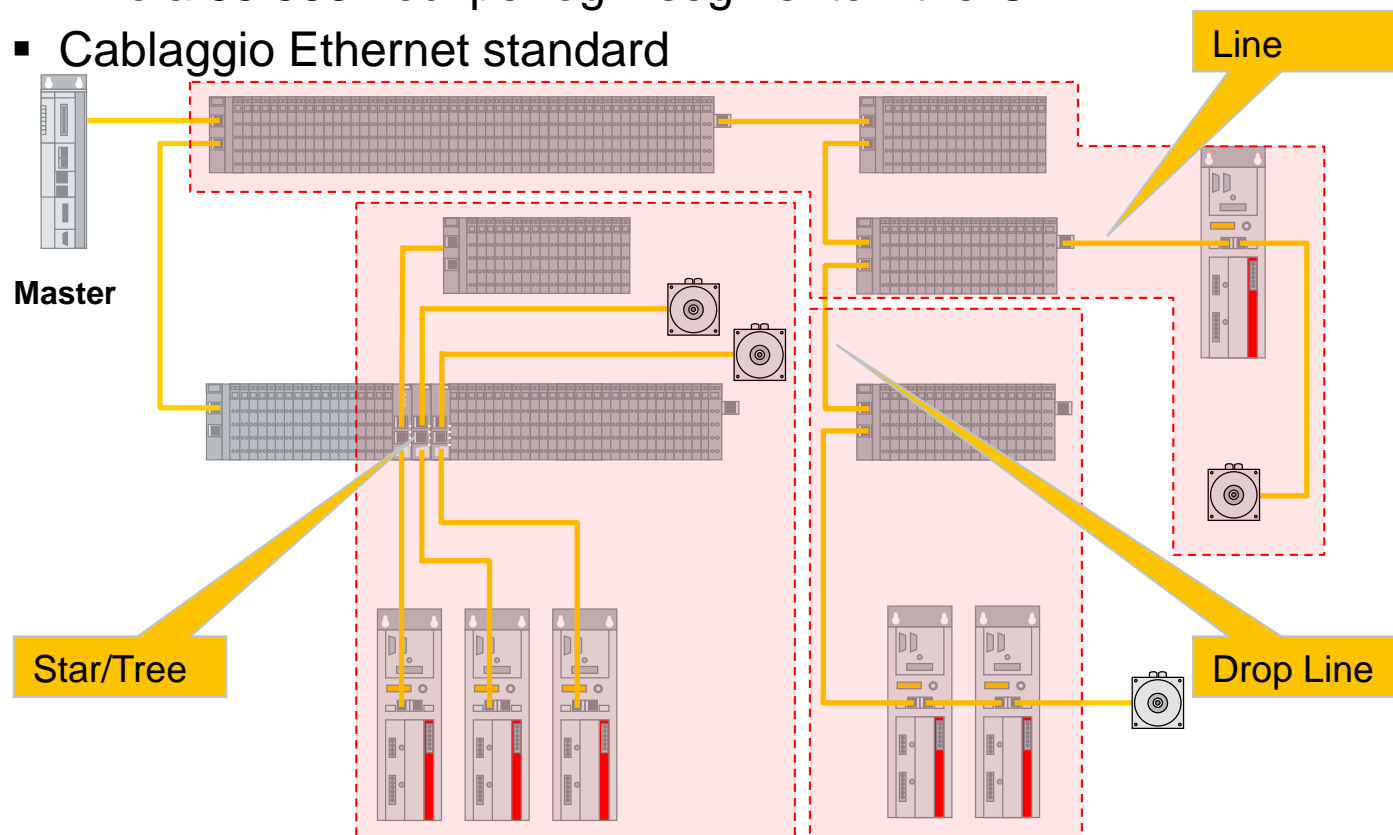 ▪ Cablaggio Ethernet standard
Line
Master
Star/Tree
Drop Line